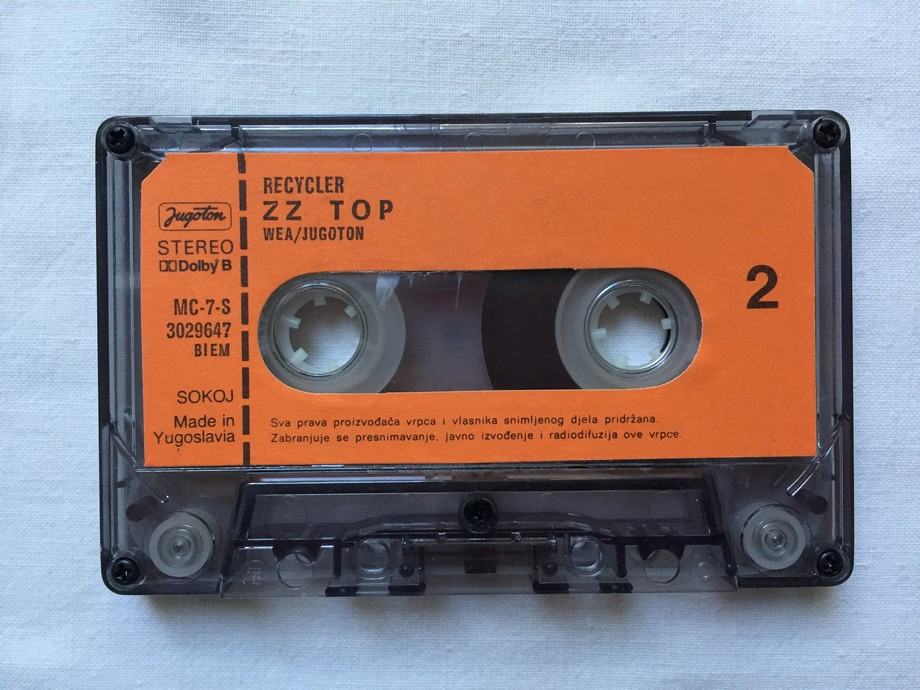 Jugoton
STEREO
Dolby B
MC-7-S
3029647
BIEM
SOKOJ
Made in
Yugoslavia
RECYCLER
ZZ TOP
WEA/JUGOTON
2
Sva prava proizvođača vrpca i vlasnika snimljenog djela pridržana.
Zabranjuje se presnimavanje, javno izvođenje i radiodifuzija ove vrpce.